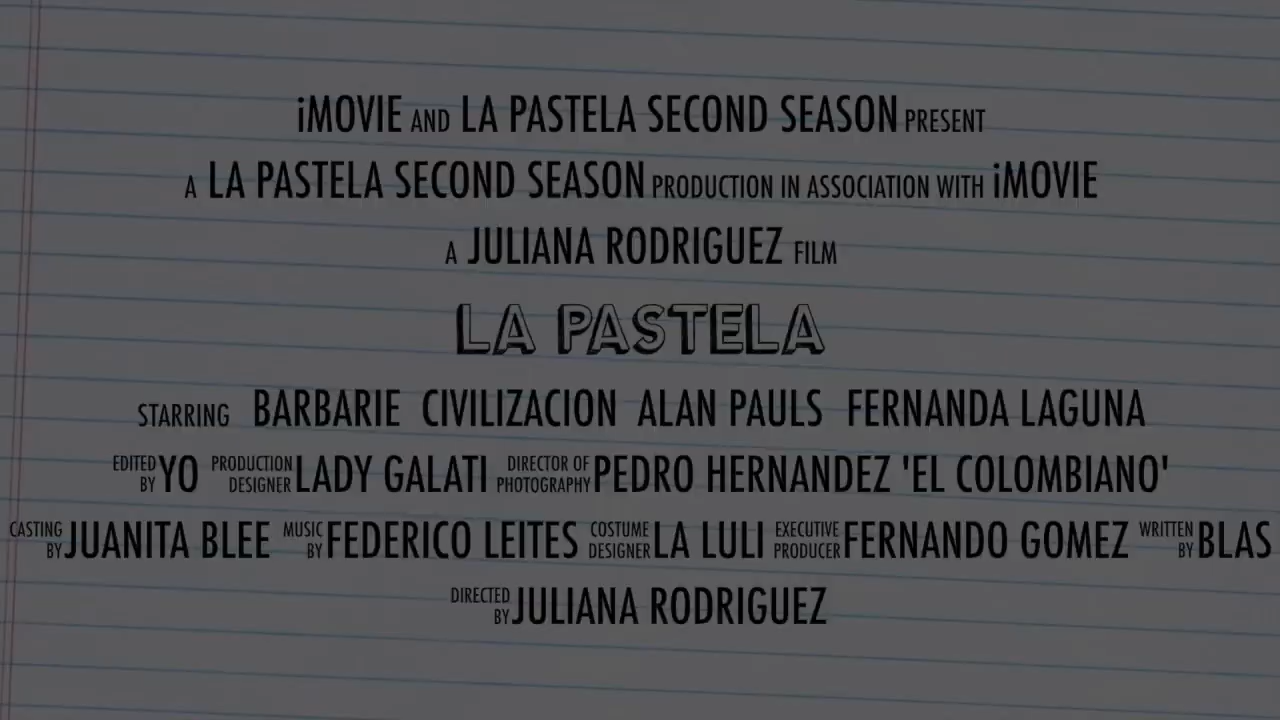 iMOVIE AND LA PASTELA SECOND SEASON PRESENT
A LA PASTELA SECOND SEASON PRODUCTION IN ASSOCIATION WITH iMOVIE
A JULIANA RODRIGUEZ FILM
LA PASTELA
STARRING BARBARIE CIVILIZACION ALAN PAULS FERNANDA LAGUNA
EDITED BY YO PRODUCTION DESIGNER LADY GALATI DIRECTOR OF PHOTOGRAPHY PEDRO HERNANDEZ 'EL COLOMBIANO'
CASTING BY JUANITA BLEE MUSIC BY FEDERICO LEITES COSTUME DESIGNER LA LULI EXECUTIVE PRODUCER FERNANDO GOMEZ WRITTEN BY BLAS
DIRECTED BY JULIANA RODRIGUEZ